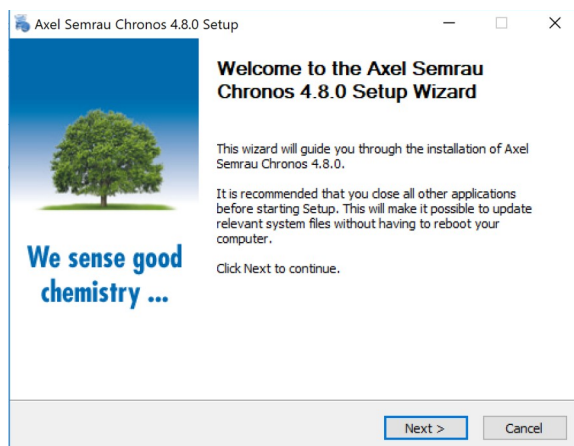 Axel Semrau Chronos 4.8.0 Setup
Welcome to the Axel Semrau
Chronos 4.8.0 Setup Wizard
This wizard will guide you through the installation of Axel
Semrau Chronos 4.8.0.
It is recommended that you close all other applications
before starting Setup. This will make it possible to update
relevant system files without having to reboot your
computer.
Click Next to continue.
We sense good
chemistry ...
Next >
Cancel